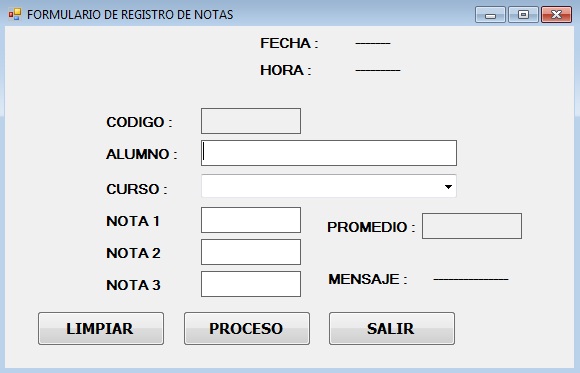 FORMULARIO DE REGISTRO DE NOTAS
FECHA : -------
HORA : ---------
CODIGO :
ALUMNO :
CURSO :
NOTA 1
PROMEDIO :
NOTA 2
NOTA 3
MENSAJE : ---------------
LIMPIAR PROCESO SALIR